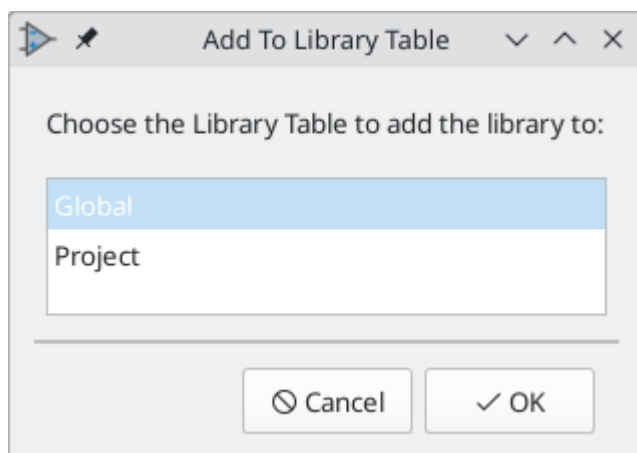 Add To Library Table
Choose the Library Table to add the library to:
Global
Project
Cancel
OK